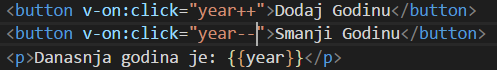 <button v-on:click="year++">Dodaj Godinu</button>
<button v-on:click="year--">Smanji Godinu</button>
<p>Danasnja godina je: {{year}}</p>